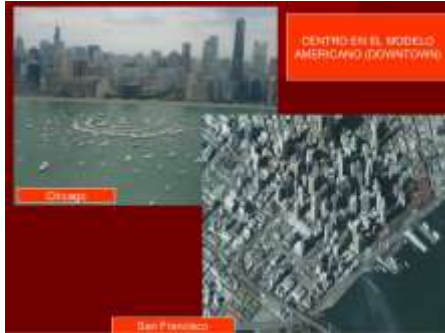 CENTRO EN EL MODELO
AMERICANO (DOWNTOWN)
Chicago
San Francisco